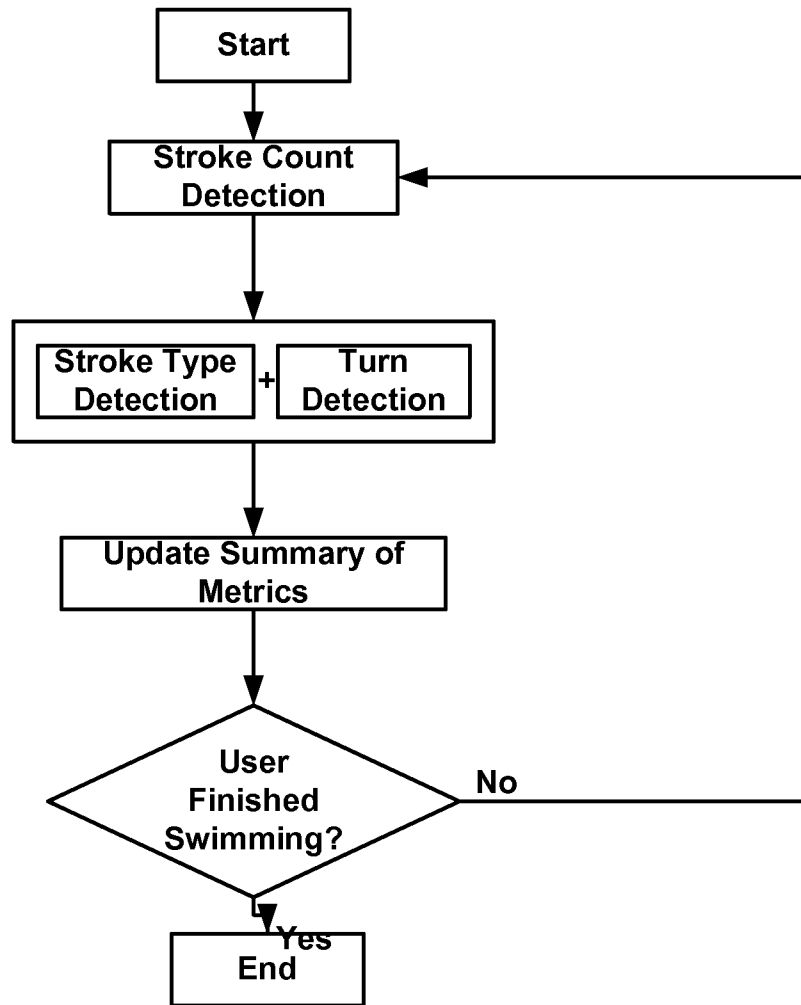 Start
Stroke Count
Detection
Stroke Type
Detection
+
Turn
Detection
Update Summary of
Metrics
User
Finished
Swimming?
No
Yes
End